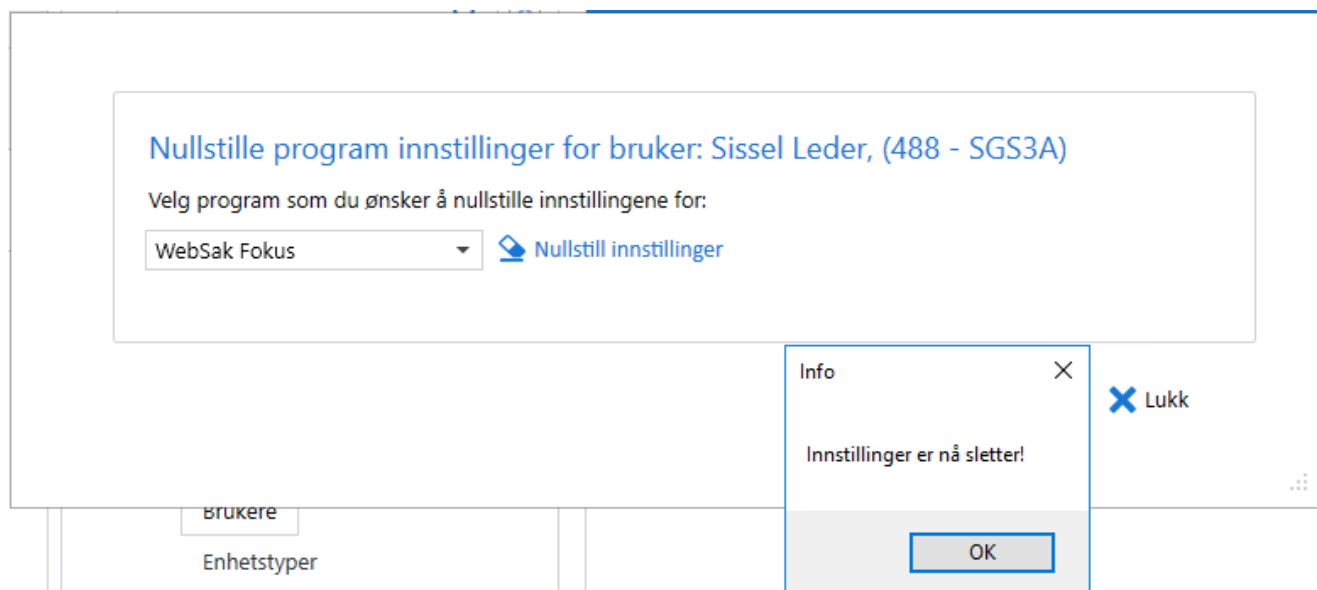 Nullstille program innstillinger for bruker: Sissel Leder, (488 - SGS3A)
Velg program som du ønsker å nullstille innstillingene for:
WebSak Fokus
Nullstill innstillinger
Info
Lukk
Innstillinger er nå sletter!
OK
Brukere
Enhetstyper